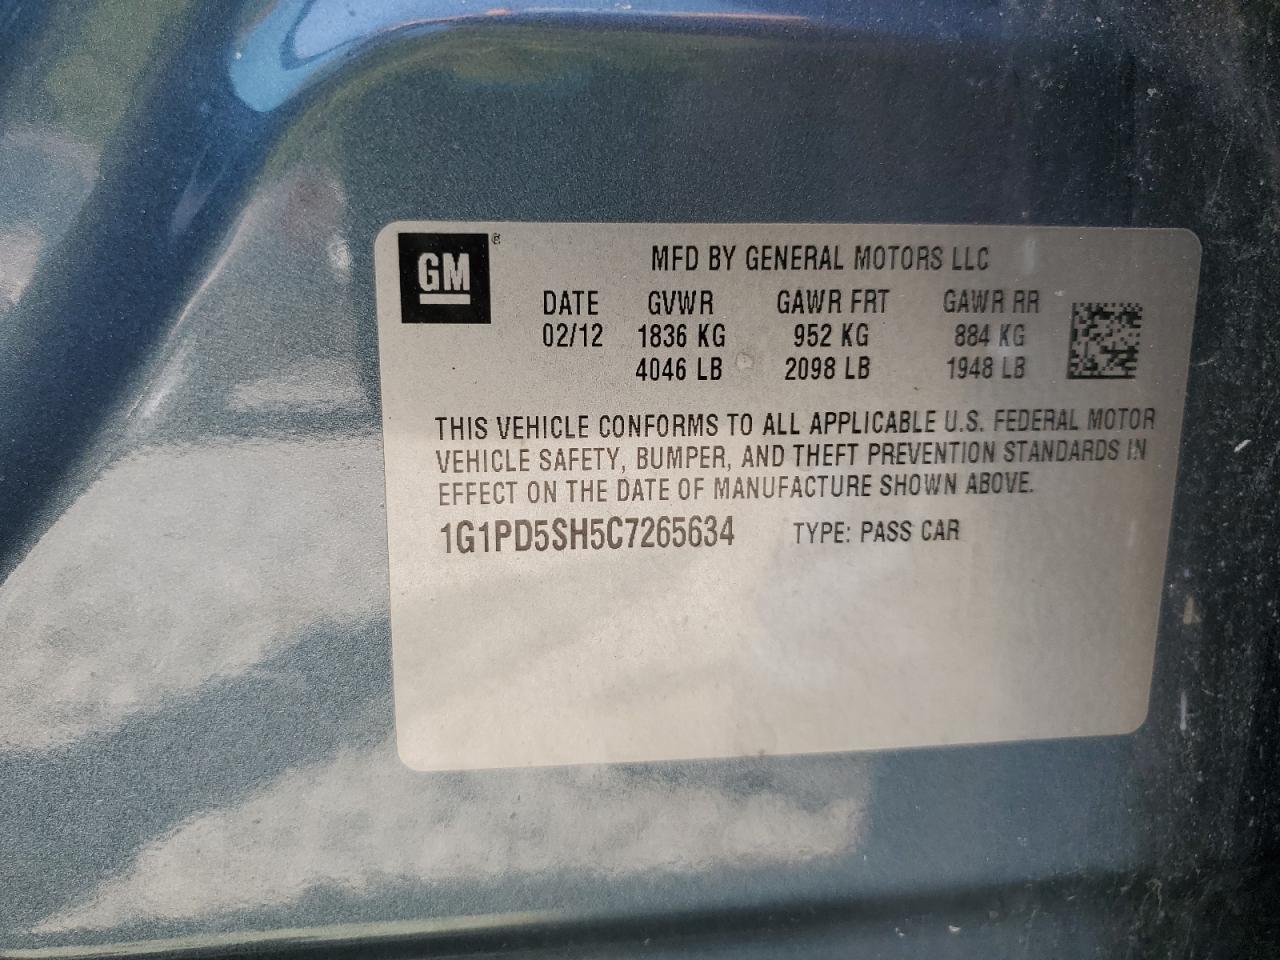 GM ®
MFD BY GENERAL MOTORS LLC
DATE GVWR GAWR FRT GAWR RR
02/12 1836 KG 952 KG 884 KG
4046 LB 2098 LB 1948 LB
THIS VEHICLE CONFORMS TO ALL APPLICABLE U.S. FEDERAL MOTOR
VEHICLE SAFETY, BUMPER, AND THEFT PREVENTION STANDARDS IN
EFFECT ON THE DATE OF MANUFACTURE SHOWN ABOVE.
1G1PD5SH5C7265634 TYPE: PASS CAR